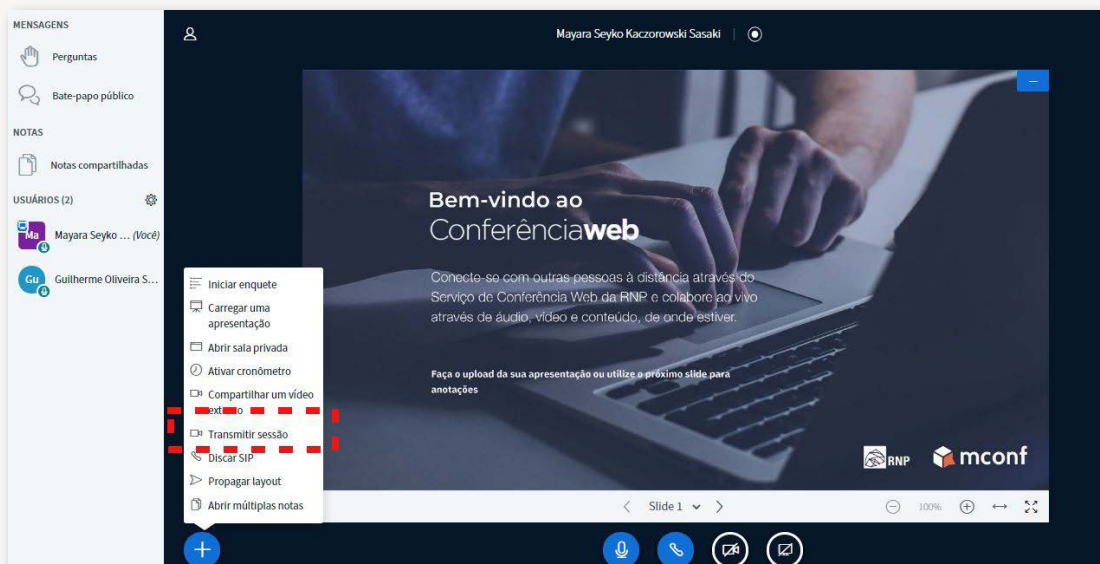 MENSAGENS
Perguntas
Bate-papo público
NOTAS
Notas compartilhadas
USUÁRIOS (2)
Ma
Mayara Seyko ... (Você)
Gu
Guilherme Oliveira S...
Mayara Seyko Kaczorowski Sasaki
Bem-vindo ao
Conferênciaweb
Conecte-se com outras pessoas à distância através do
Serviço de Conferência Web da RNP e colabore ao vivo
através de áudio, vídeo e conteúdo, de onde estiver.
Faça o upload da sua apresentação ou utilize o próximo slide para
anotações
RNP
mconf
Iniciar enquete
Carregar uma
apresentação
Abrir sala privada
Ativar cronômetro
Compartilhar um vídeo
externo
Transmitir sessão
Discar SIP
Propagar layout
Abrir múltiplas notas
Slide 1
100%